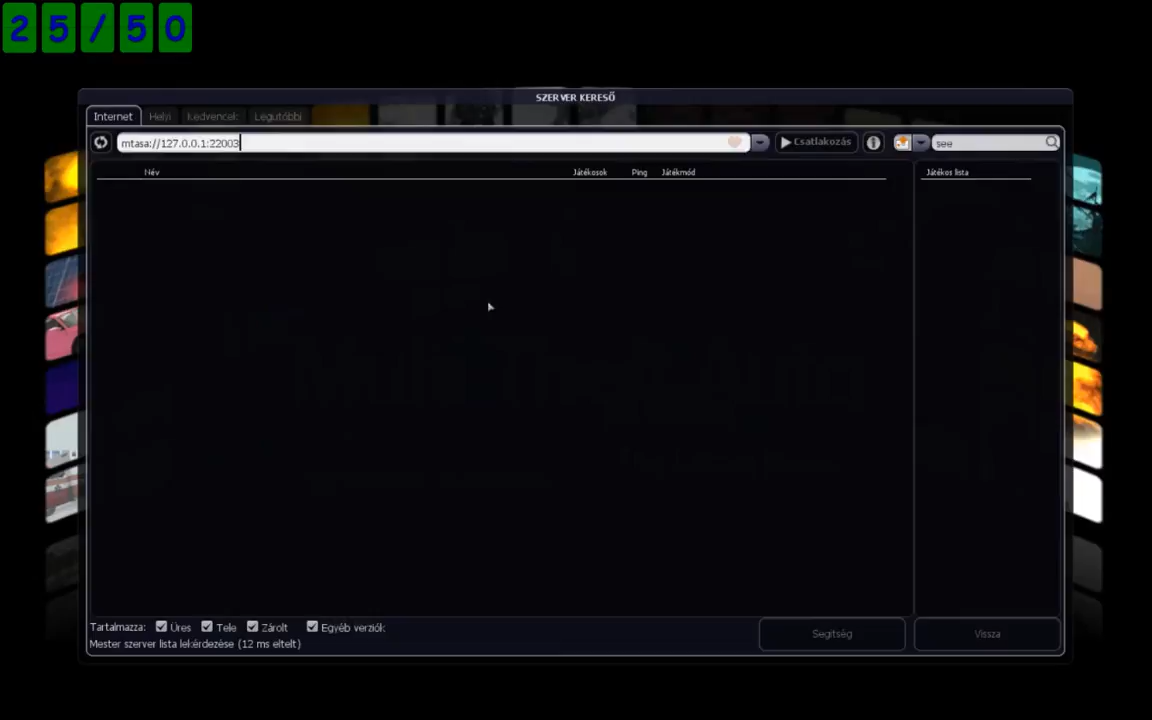 25/50
SZERVER KERESŐ
Internet Helyi Kedvencek Legutóbbi
mtasa://127.0.0.1:22003 Csatlakozás see
Név Játékosok Ping Játékmód Játékos lista
Tartalmazza: Üres Tele Zárolt Egyéb verziók
Mester szerver lista lekérdezése (12 ms eltelt)
Segítség Vissza